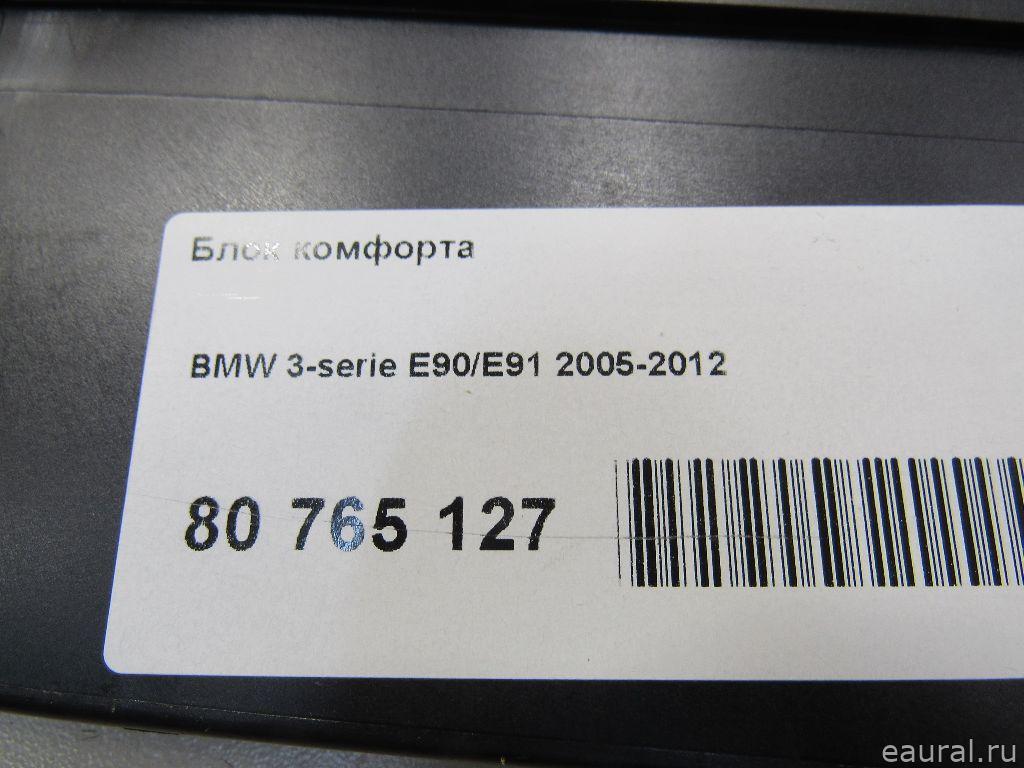 Блок комфорта
BMW 3-serie E90/E91 2005-2012
80 765 127
eaural.ru